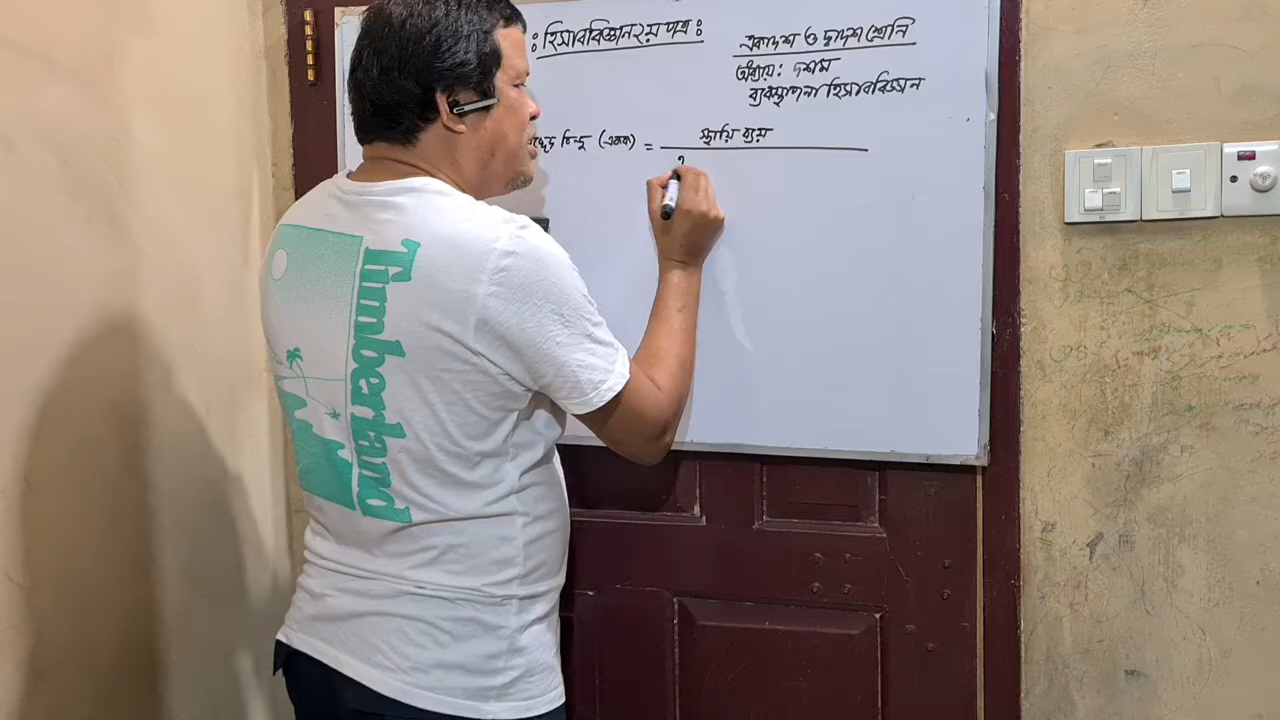 : হিসাববিজ্ঞান ২য় পত্র :
একাদশ ও দ্বাদশ শ্রেনি
অধ্যায় : দশম
ব্যবস্থাপনা হিসাববিজ্ঞান
বিন্দু (একক) = স্থায়ি ব্যয়
Timberland